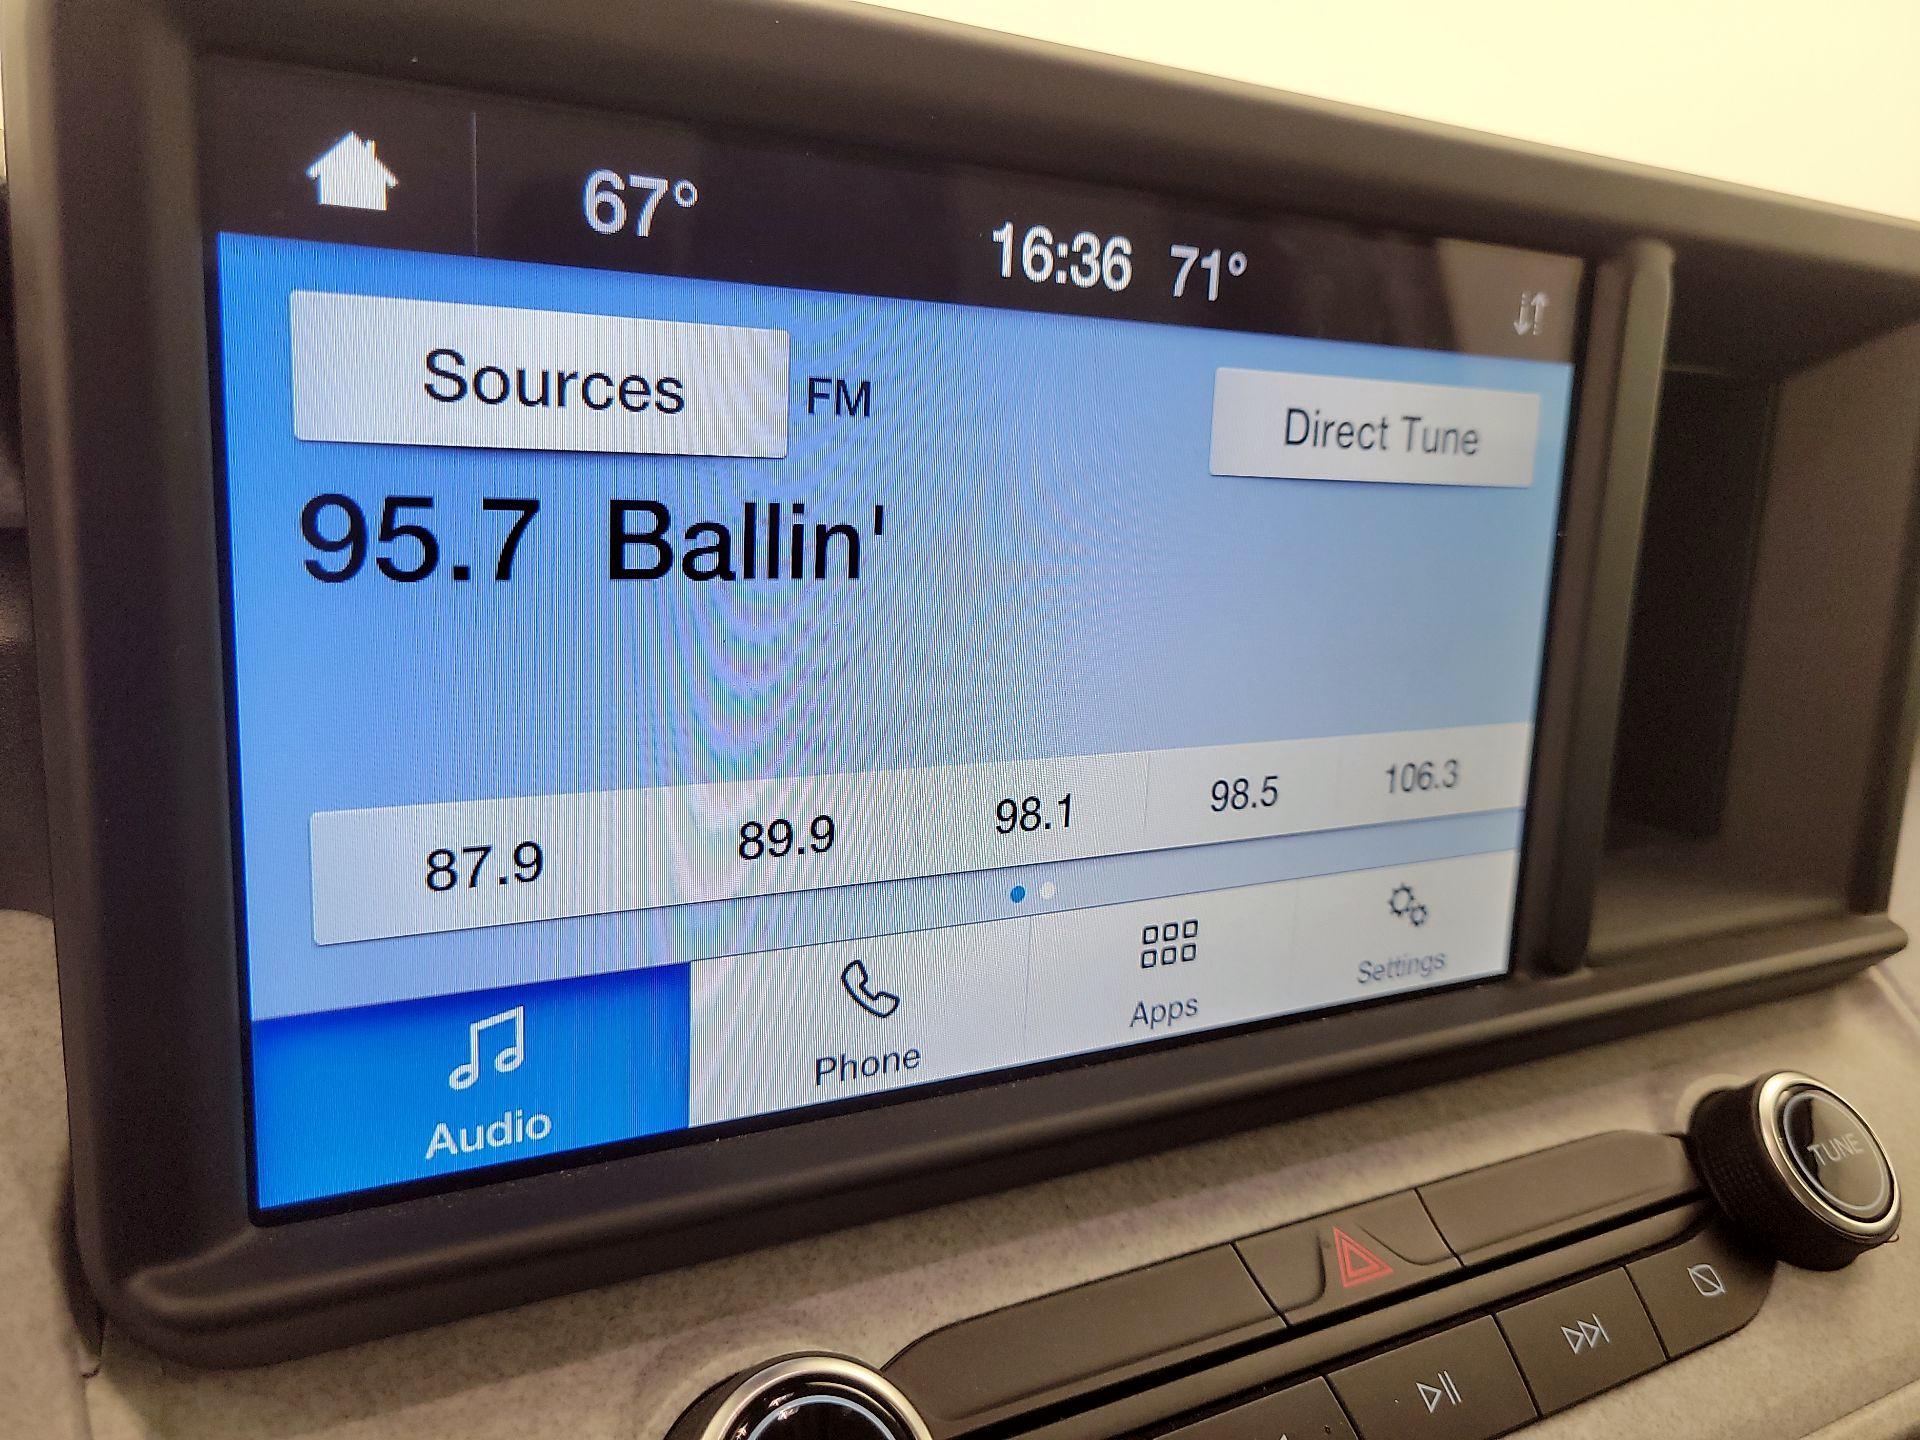 67° 16:36 71°
Sources FM Direct Tune
95.7 Ballin'
87.9 89.9 98.1 98.5 106.3
Audio Phone Apps Settings
TUNE